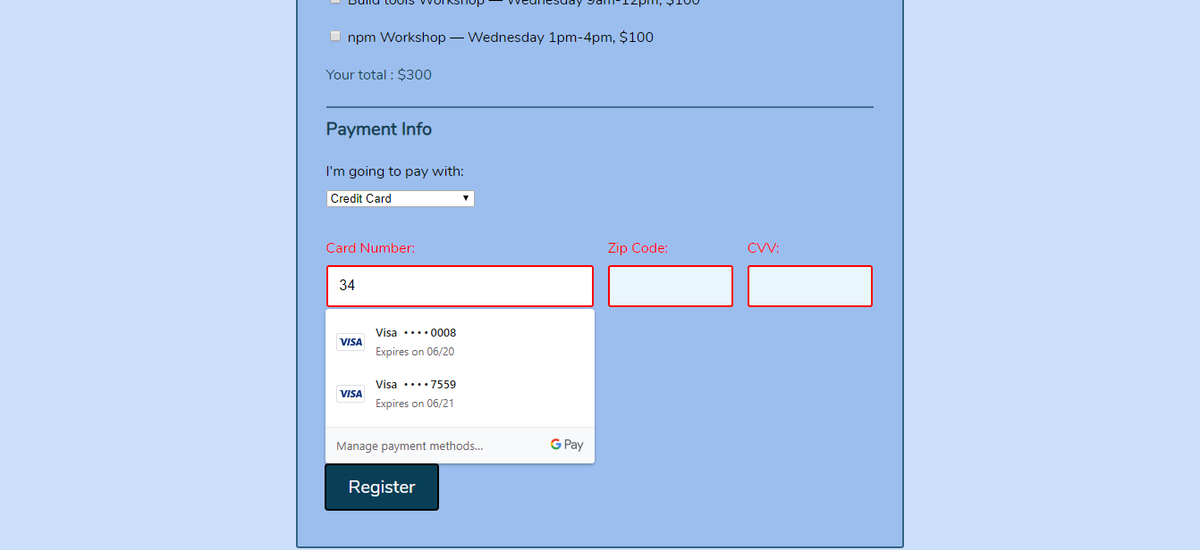 Build tools Workshop — Wednesday 9am-12pm, $100
npm Workshop — Wednesday 1pm-4pm, $100
Your total : $300
Payment Info
I'm going to pay with:
Credit Card
Card Number: Zip Code: CVV:
34
VISA Visa ••••0008
Expires on 06/20
VISA Visa ••••7559
Expires on 06/21
Manage payment methods... G Pay
Register